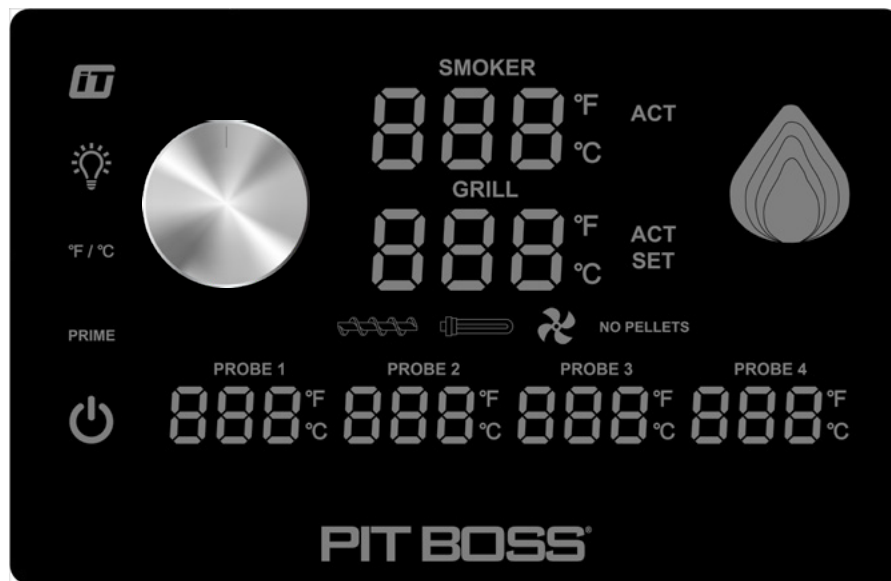 iT
SMOKER
888 °F °C ACT
GRILL
888 °F °C ACT SET
°F / °C
PRIME
NO PELLETS
PROBE 1 PROBE 2 PROBE 3 PROBE 4
888 °F °C 888 °F °C 888 °F °C 888 °F °C
PIT BOSS®